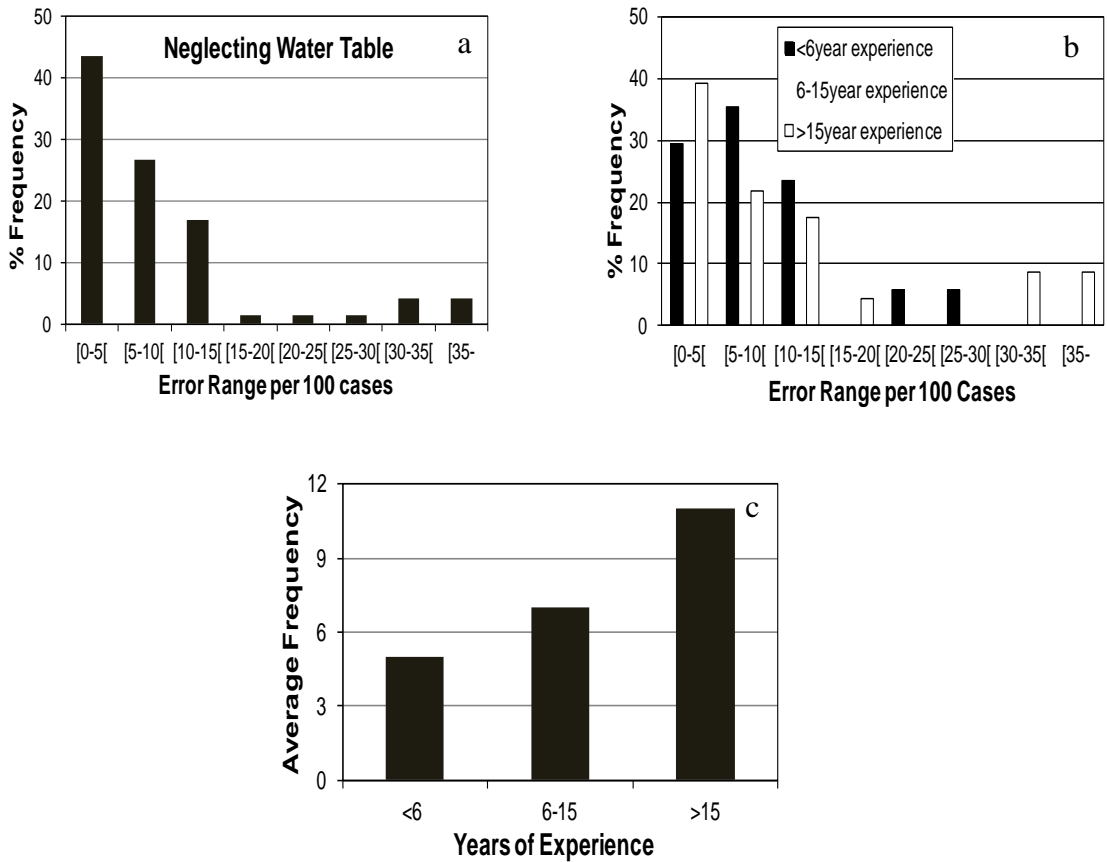 50
40
30
20
10
0
% Frequency
Neglecting Water Table
a
[0-5[ [5-10[ [10-15[ [15-20[ [20-25[ [25-30[ [30-35[ [35-
Error Range per 100 cases
50
40
30
20
10
0
% Frequency
<6year experience
6-15year experience
>15year experience
b
[0-5[ [5-10[ [10-15[ [15-20[ [20-25[ [25-30[ [30-35[ [35-
Error Range per 100 Cases
12
9
6
3
0
Average Frequency
c
<6 6-15 >15
Years of Experience